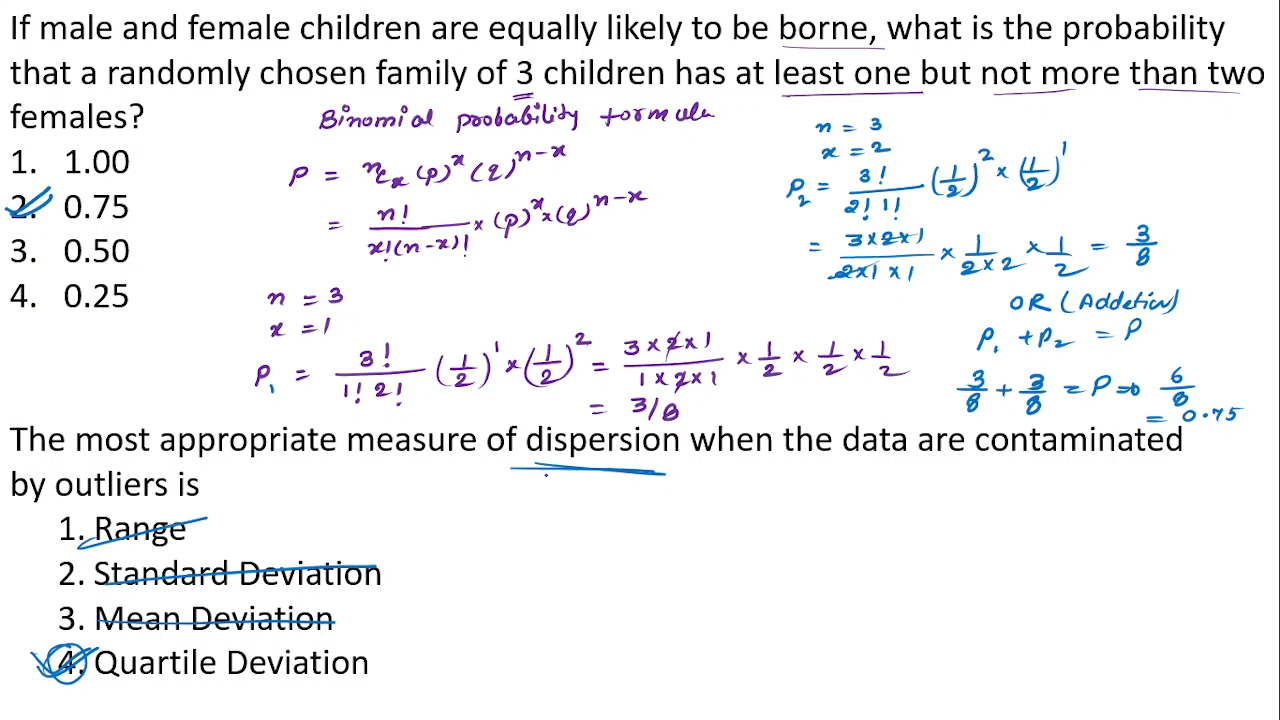 If male and female children are equally likely to be borne, what is the probability
that a randomly chosen family of 3 children has at least one but not more than two
females?
1. 1.00
2. 0.75
3. 0.50
4. 0.25
Binomial probability formula
P = nCx (p)^x (q)^n-x
= n! / x!(n-x)! × (p)^x × (q)^n-x
n = 3
x = 1
P1 = 3! / 1! 2! (1/2)^1 × (1/2)^2 = 3 × 2 × 1 / 1 × 2 × 1 × 1/2 × 1/2 × 1/2
= 3/8
n = 3
x = 2
P2 = 3! / 2! 1! (1/2)^2 × (1/2)^1
= 3 × 2 × 1 / 2 × 1 × 1 × 1 / 2 × 2 × 1/2 = 3/8
OR (Addetion)
P1 + P2 = P
3/8 + 3/8 = P ⇒ 6/8
= 0.75
The most appropriate measure of dispersion when the data are contaminated
by outliers is
1. Range
2. Standard Deviation
3. Mean Deviation
4. Quartile Deviation